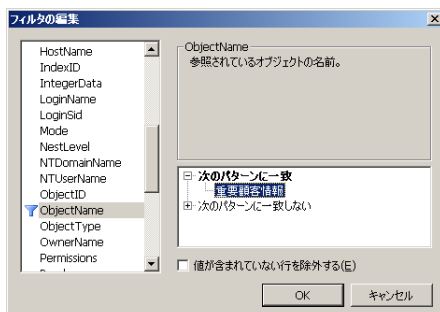 フィルタの編集
HostName
IndexID
IntegerData
LoginName
LoginSid
Mode
NestLevel
NTDomainName
NTUserName
ObjectID
ObjectName
ObjectType
OwnerName
Permissions
ObjectName
参照されているオブジェクトの名前。
次のパターンに一致
重要顧客情報
次のパターンに一致しない
値が含まれていない行を除外する(E)
OK
キャンセル